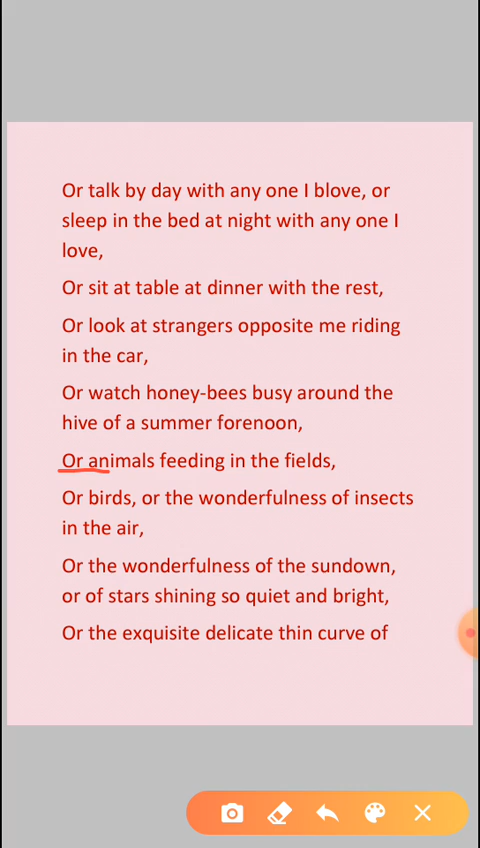 Or talk by day with any one I blove, or
sleep in the bed at night with any one I
love,
Or sit at table at dinner with the rest,
Or look at strangers opposite me riding
in the car,
Or watch honey-bees busy around the
hive of a summer forenoon,
Or animals feeding in the fields,
Or birds, or the wonderfulness of insects
in the air,
Or the wonderfulness of the sundown,
or of stars shining so quiet and bright,
Or the exquisite delicate thin curve of